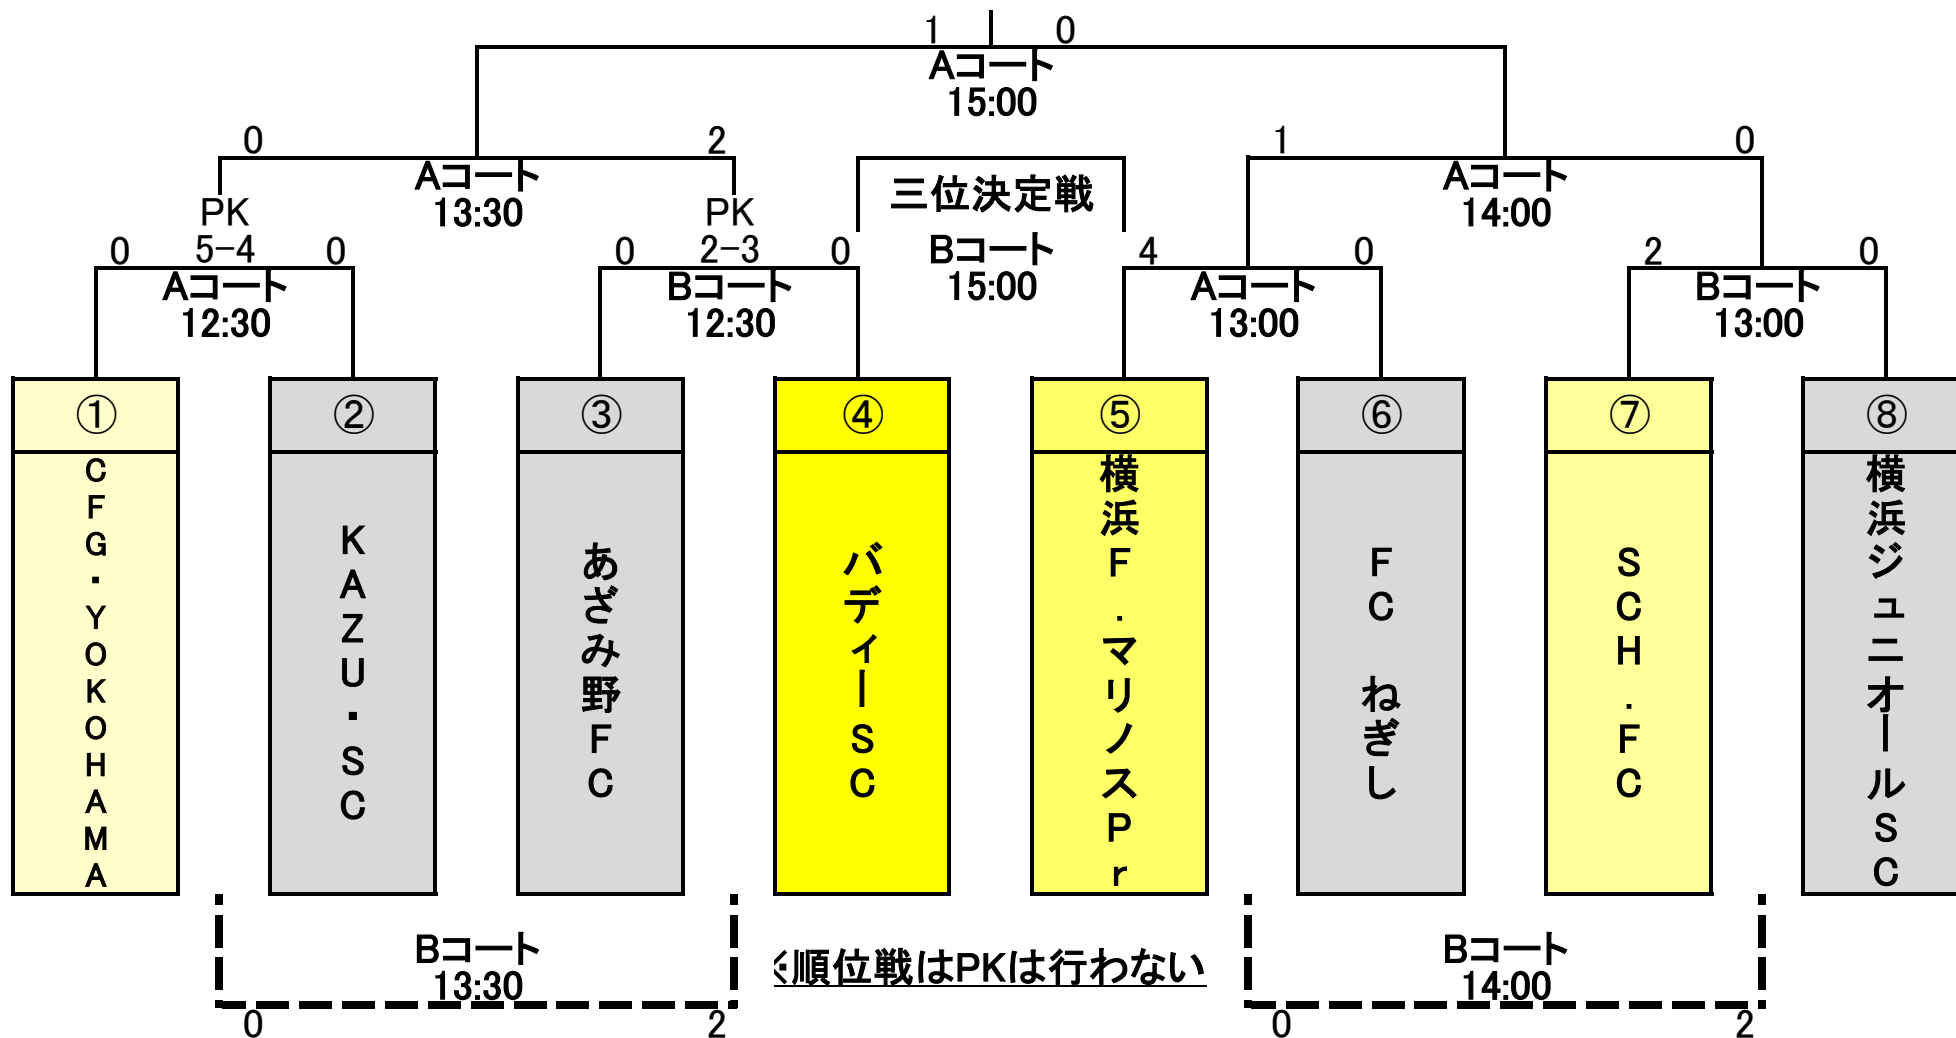 1 0
Aコート
15:00
0 2 1 0
Aコート 三位決定戦 Aコート
13:30 14:00
PK PK
0 5-4 0 0 2-3 0 Bコート 4 0 2 0
Aコート Bコート 15:00 Aコート Bコート
12:30 12:30 13:00 13:00
① ② ③ ④ ⑤ ⑥ ⑦ ⑧
CFG・YOKOHAMA
KAZU・SC
あざみ野FC
バディーSC
横浜F.マリノスPr
FC ねぎし
SCH.FC
横浜ジュニオールSC
Bコート ※順位戦はPKは行わない Bコート
13:30 14:00
0 2 0 2